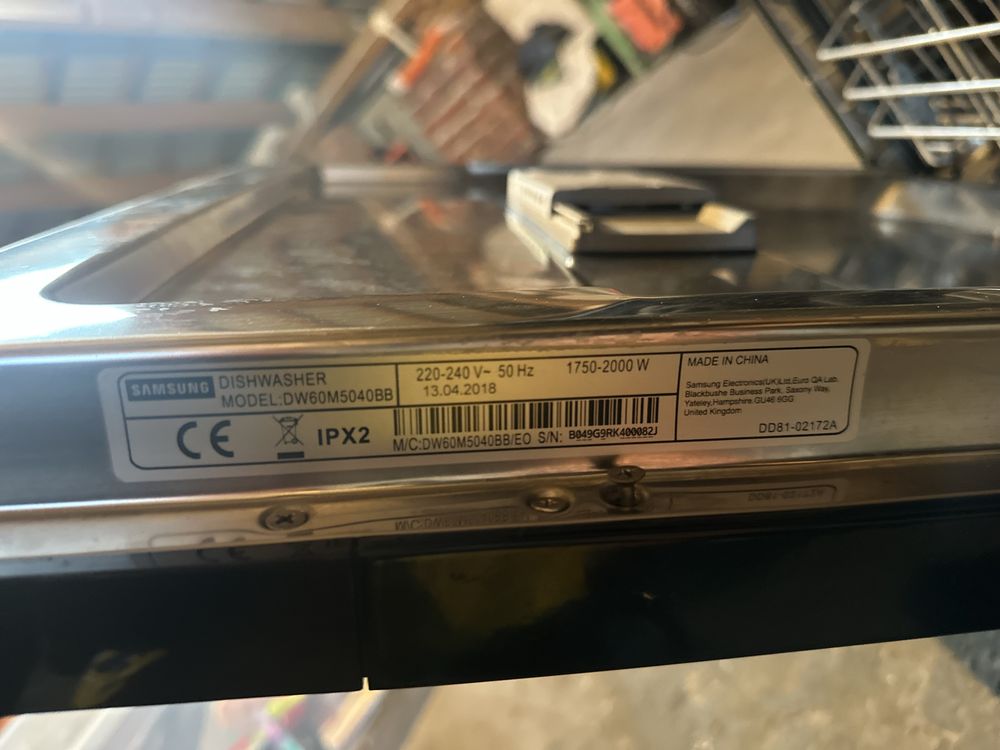 SAMSUNG
DISHWASHER
MODEL:DW60M5040BB
IPX2
220-240 V~ 50 Hz 1750-2000 W
13.04.2018
M/C:DW60M5040BB/EO S/N: B049G9RK400082J
MADE IN CHINA
Samsung Electronics(UK)Ltd,Euro QA Lab.
Blackbushe Business Park, Saxony Way,
Yateley,Hampshire,GU46 6GG
United Kingdom
DD81-02172A